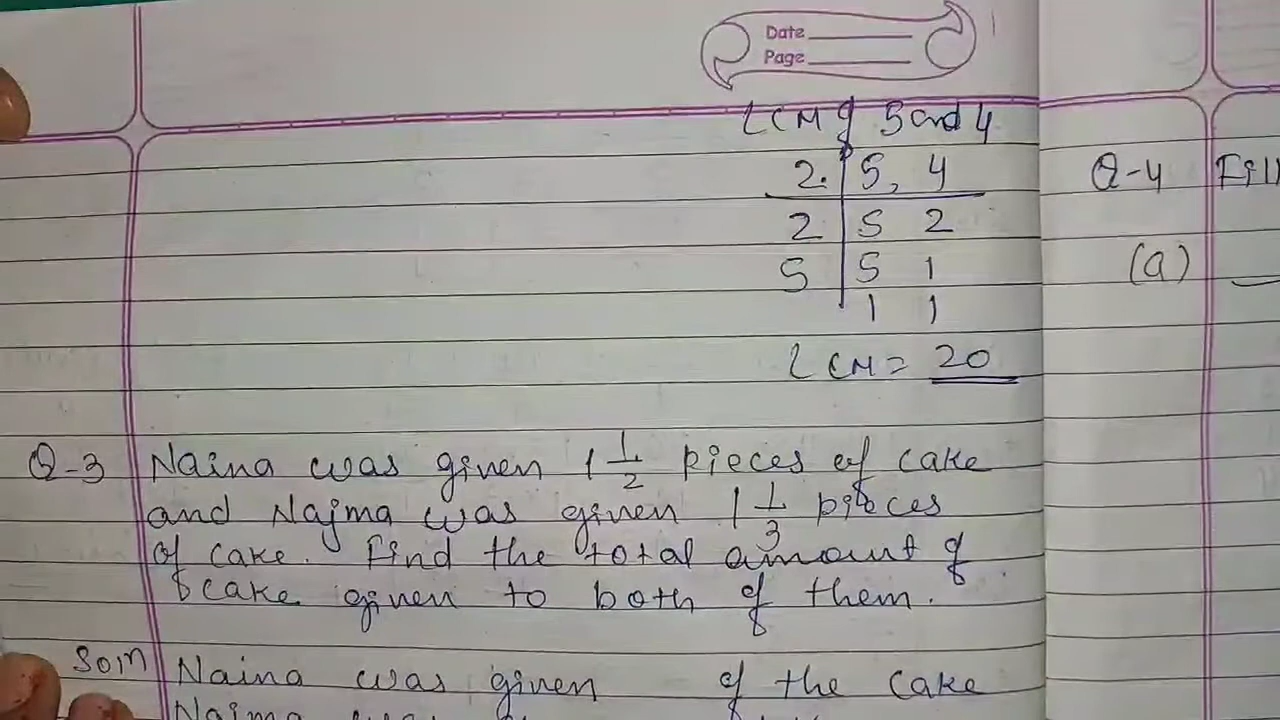 Date
Page
LCM of 5 and 4
2 5, 4
2 5 2
5 5 1
1 1
LCM = 20
Q-3 Naina was given 1 1/2 pieces of cake
and Najma was given 1 1/3 pieces
of cake. Find the total amount of
cake given to both of them.
Soln Naina was given of the cake
Najma was
Q-4
(a)